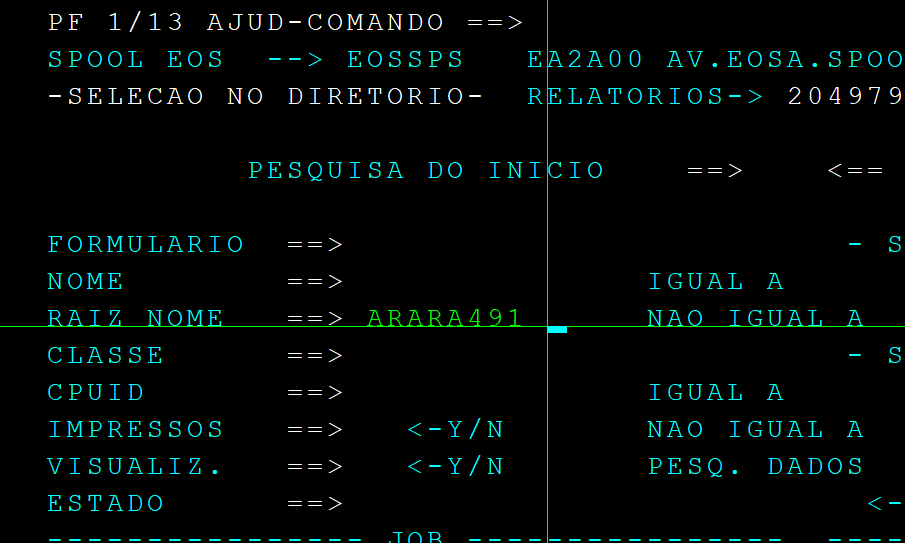 PF 1/13 AJUD-COMANDO ==>
SPOOL EOS --> EOSSPS EA2A00 AV.EOSA.SPOO
-SELECAO NO DIRETORIO- RELATORIOS-> 204979
PESQUISA DO INICIO ==> <==
FORMULARIO ==> - S
NOME ==> IGUAL A
RAIZ NOME ==> ARARA491 NAO IGUAL A
CLASSE ==> - S
CPUID ==> IGUAL A
IMPRESSOS ==> <-Y/N NAO IGUAL A
VISUALIZ. ==> <-Y/N PESQ. DADOS
ESTADO ==> <-
---------------- JOB ---------------- ----